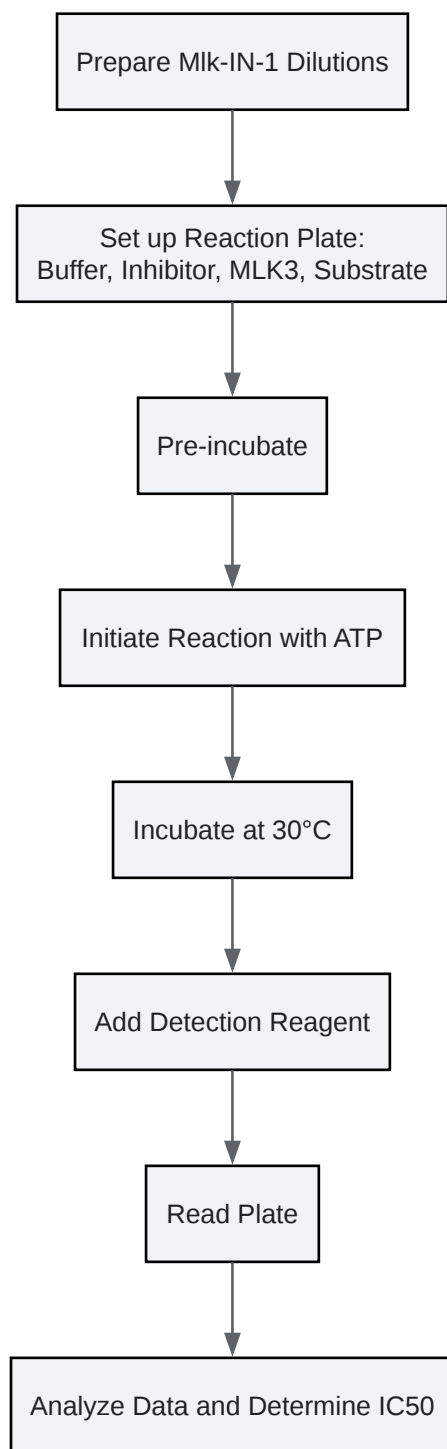 Prepare Mlk-IN-1 Dilutions
Set up Reaction Plate:
Buffer, Inhibitor, MLK3, Substrate
Pre-incubate
Initiate Reaction with ATP
Incubate at 30°C
Add Detection Reagent
Read Plate
Analyze Data and Determine IC50